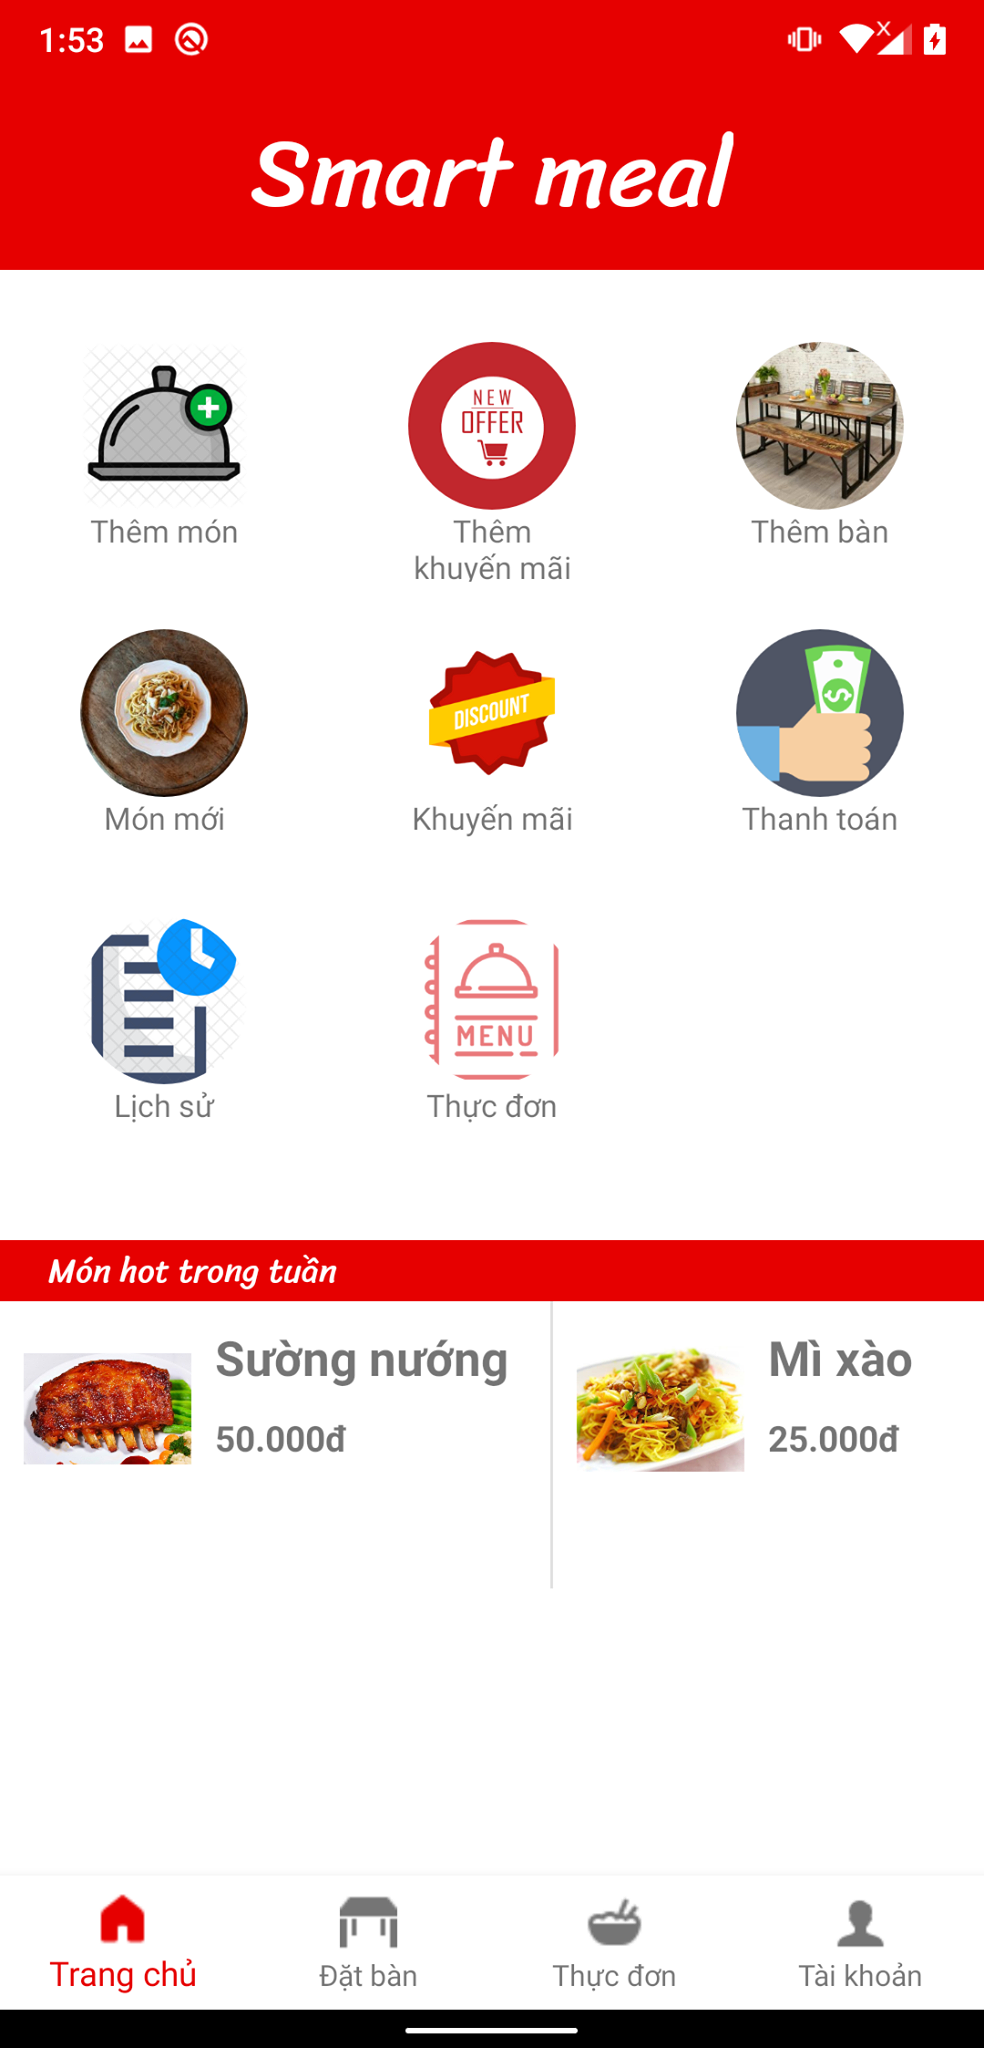 1:53
Smart meal
NEW
OFFER
Thêm món
Thêm
khuyến mãi
Thêm bàn
DISCOUNT
Món mới
Khuyến mãi
Thanh toán
MENU
Lịch sử
Thực đơn
Món hot trong tuần
Sường nướng
50.000đ
Mì xào
25.000đ
Trang chủ
Đặt bàn
Thực đơn
Tài khoản